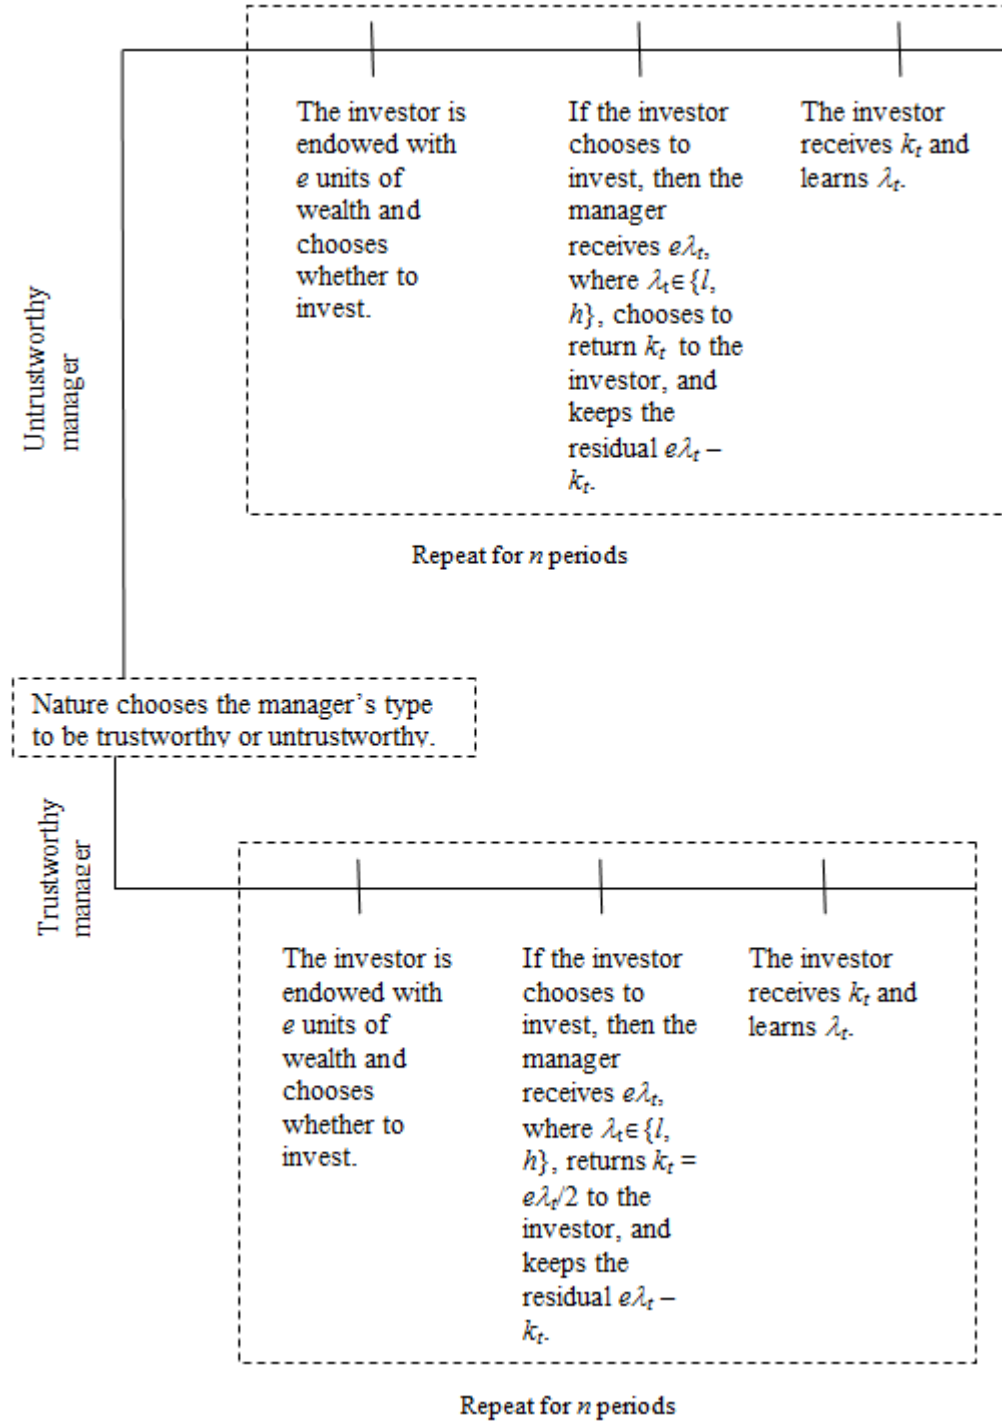 The investor is
endowed with
e units of
wealth and
chooses
whether to
invest.
If the investor
chooses to
invest, then the
manager
receives eλt,
where λt∈{l,
h}, chooses to
return kt to the
investor, and
keeps the
residual eλt –
kt.
The investor
receives kt and
learns λt.
Untrustworthy
manager
Repeat for n periods
Nature chooses the manager’s type
to be trustworthy or untrustworthy.
Trustworthy
manager
The investor is
endowed with
e units of
wealth and
chooses
whether to
invest.
If the investor
chooses to
invest, then the
manager
receives eλt,
where λt∈{l,
h}, returns kt =
eλt/2 to the
investor, and
keeps the
residual eλt –
kt.
The investor
receives kt and
learns λt.
Repeat for n periods